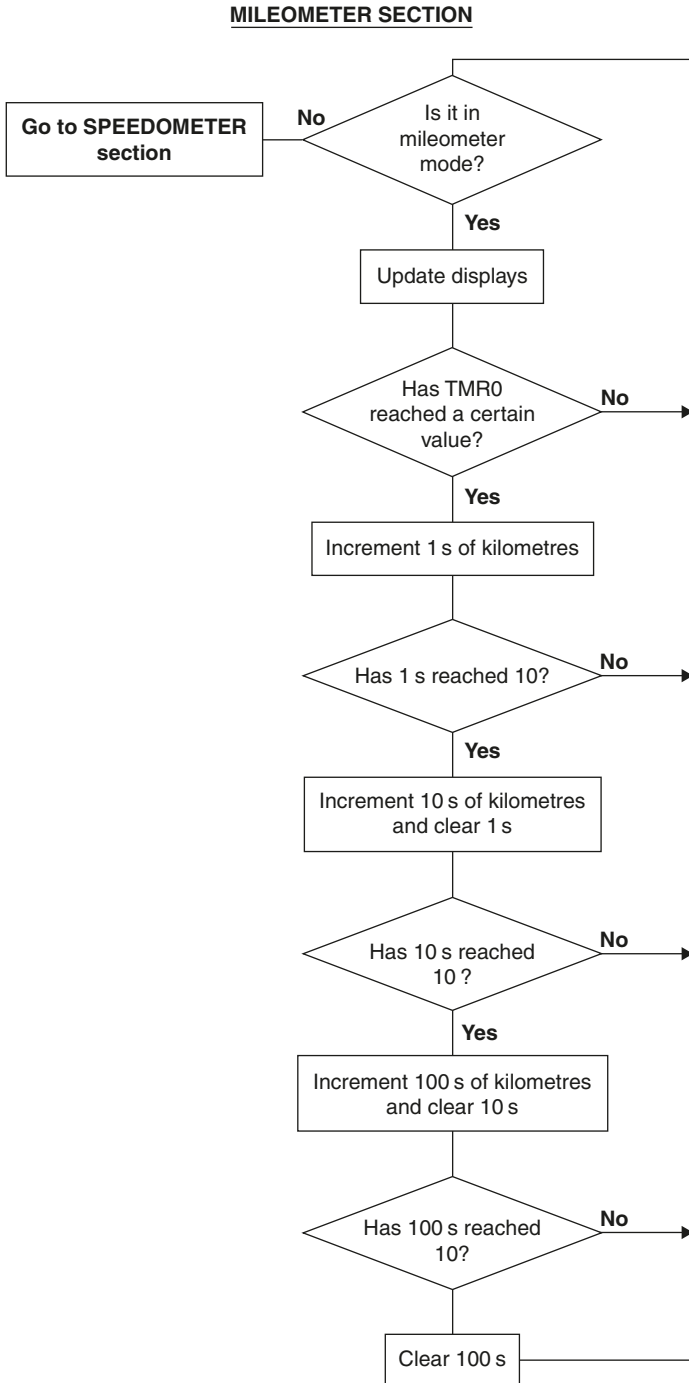 MILEOMETER SECTION
Is it in
mileometer
mode?
No
Go to SPEEDOMETER
section
Yes
Update displays
Has TMR0
reached a certain
value?
No
Yes
Increment 1 s of kilometres
Has 1 s reached 10?
No
Yes
Increment 10 s of kilometres
and clear 1 s
Has 10 s reached
10 ?
No
Yes
Increment 100 s of kilometres
and clear 10 s
Has 100 s reached
10?
No
Clear 100 s